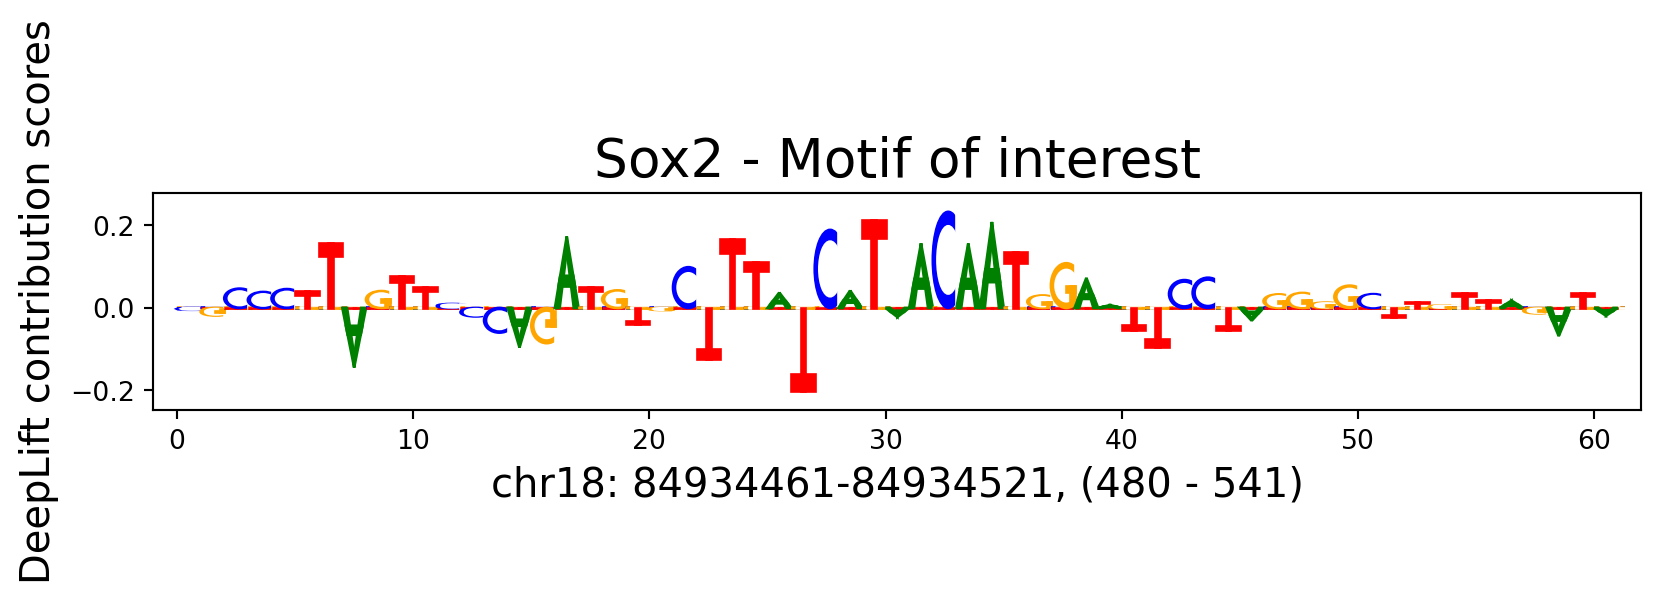 Sox2 - Motif of interest
DeepLift contribution scores
0.2
0.0
−0.2
CGCCCTTAGTTCCCAGATGTGCTTTATCATAACAATGGAATTCCTAGGGGCTTGTTAGATA
0 10 20 30 40 50 60
chr18: 84934461-84934521, (480 - 541)